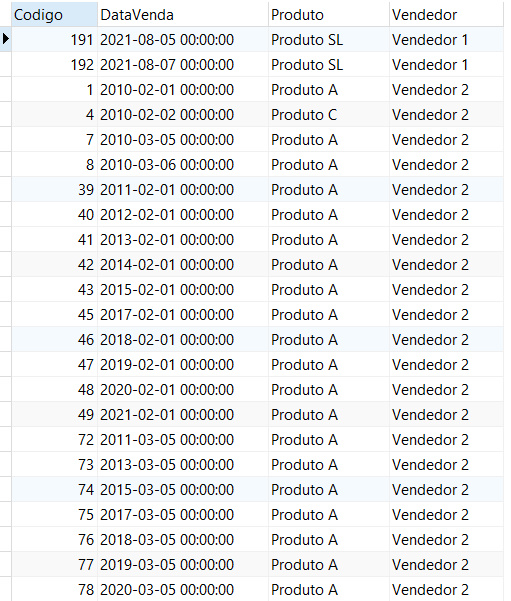 Codigo DataVenda Produto Vendedor
191 2021-08-05 00:00:00 Produto SL Vendedor 1
192 2021-08-07 00:00:00 Produto SL Vendedor 1
1 2010-02-01 00:00:00 Produto A Vendedor 2
4 2010-02-02 00:00:00 Produto C Vendedor 2
7 2010-03-05 00:00:00 Produto A Vendedor 2
8 2010-03-06 00:00:00 Produto A Vendedor 2
39 2011-02-01 00:00:00 Produto A Vendedor 2
40 2012-02-01 00:00:00 Produto A Vendedor 2
41 2013-02-01 00:00:00 Produto A Vendedor 2
42 2014-02-01 00:00:00 Produto A Vendedor 2
43 2015-02-01 00:00:00 Produto A Vendedor 2
45 2017-02-01 00:00:00 Produto A Vendedor 2
46 2018-02-01 00:00:00 Produto A Vendedor 2
47 2019-02-01 00:00:00 Produto A Vendedor 2
48 2020-02-01 00:00:00 Produto A Vendedor 2
49 2021-02-01 00:00:00 Produto A Vendedor 2
72 2011-03-05 00:00:00 Produto A Vendedor 2
73 2013-03-05 00:00:00 Produto A Vendedor 2
74 2015-03-05 00:00:00 Produto A Vendedor 2
75 2017-03-05 00:00:00 Produto A Vendedor 2
76 2018-03-05 00:00:00 Produto A Vendedor 2
77 2019-03-05 00:00:00 Produto A Vendedor 2
78 2020-03-05 00:00:00 Produto A Vendedor 2